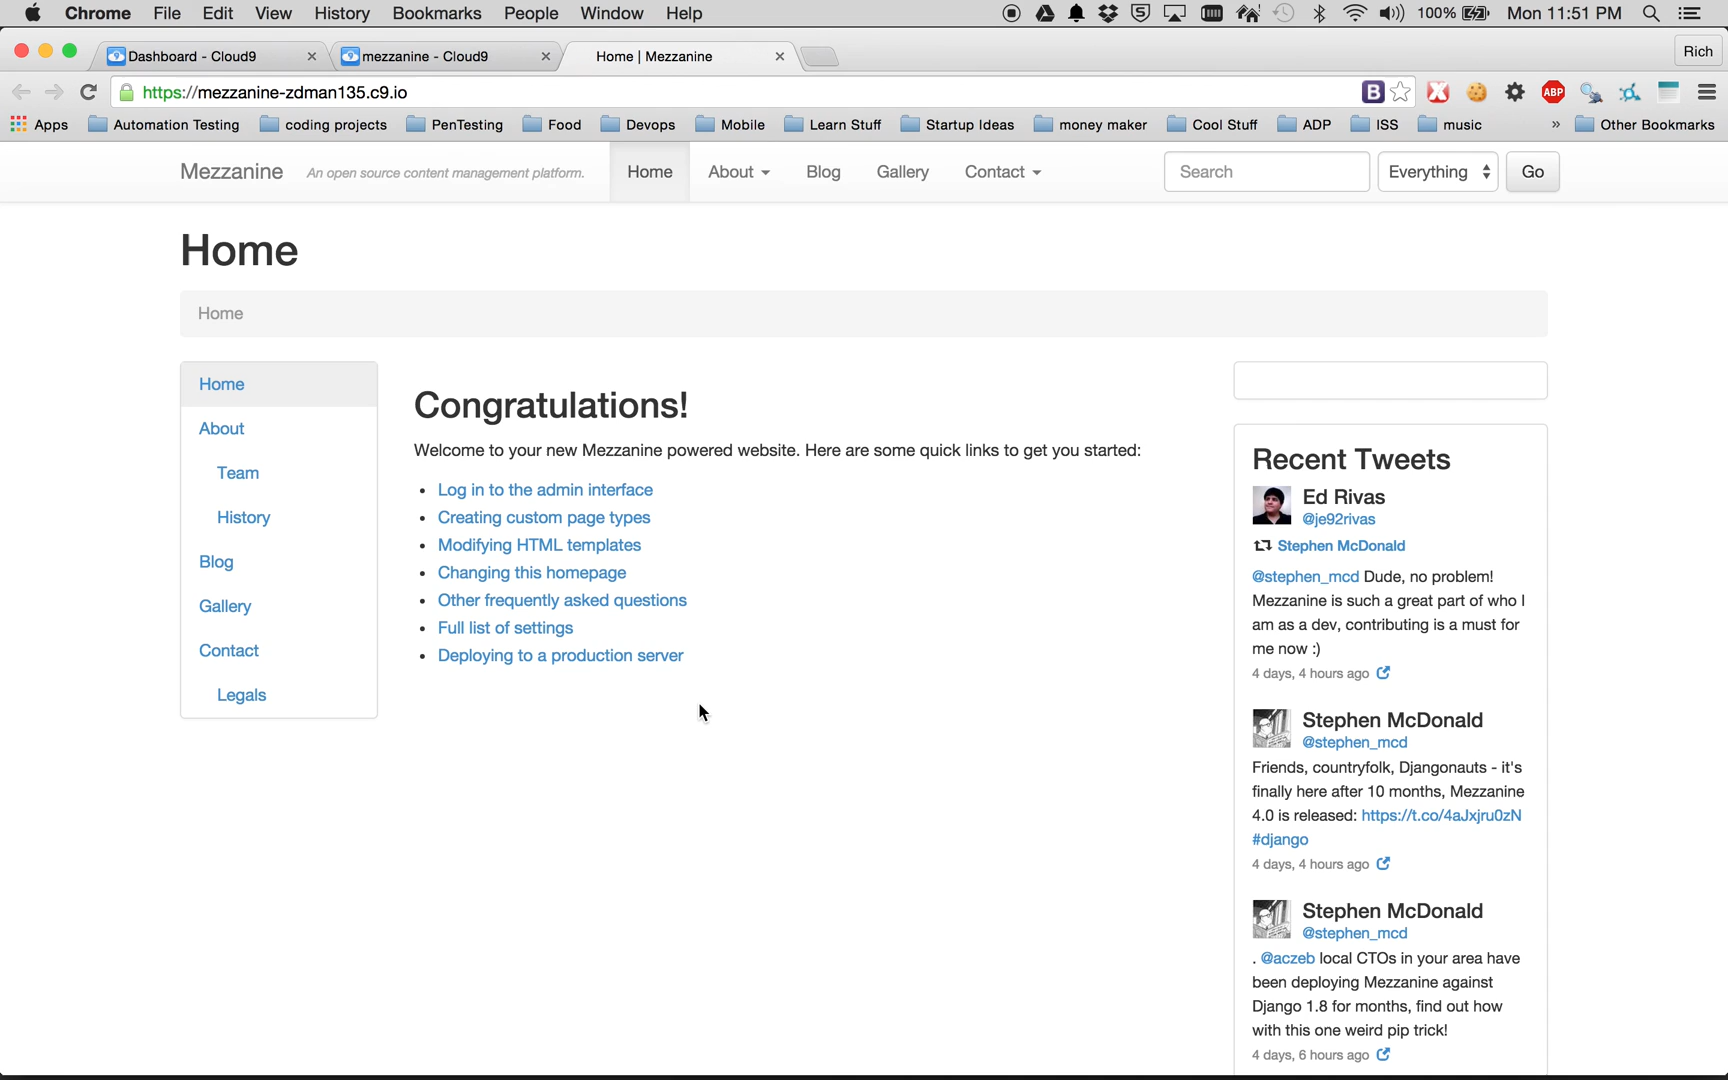 Chrome File Edit View History Bookmarks People Window Help 100% Mon 11:51 PM
Dashboard - Cloud9 mezzanine - Cloud9 Home | Mezzanine Rich
https://mezzanine-zdman135.c9.io
Apps Automation Testing coding projects PenTesting Food Devops Mobile Learn Stuff Startup Ideas money maker Cool Stuff ADP ISS music » Other Bookmarks
Mezzanine An open source content management platform. Home About Blog Gallery Contact Search Everything Go
Home
Home
Home
About
Team
History
Blog
Gallery
Contact
Legals
Congratulations!
Welcome to your new Mezzanine powered website. Here are some quick links to get you started:
• Log in to the admin interface
• Creating custom page types
• Modifying HTML templates
• Changing this homepage
• Other frequently asked questions
• Full list of settings
• Deploying to a production server
Recent Tweets
Ed Rivas
@je92rivas
Stephen McDonald
@stephen_mcd Dude, no problem!
Mezzanine is such a great part of who I
am as a dev, contributing is a must for
me now :)
4 days, 4 hours ago
Stephen McDonald
@stephen_mcd
Friends, countryfolk, Djangonauts - it's
finally here after 10 months, Mezzanine
4.0 is released: https://t.co/4aJxjru0zN
#django
4 days, 4 hours ago
Stephen McDonald
@stephen_mcd
. @aczeb local CTOs in your area have
been deploying Mezzanine against
Django 1.8 for months, find out how
with this one weird pip trick!
4 days, 6 hours ago